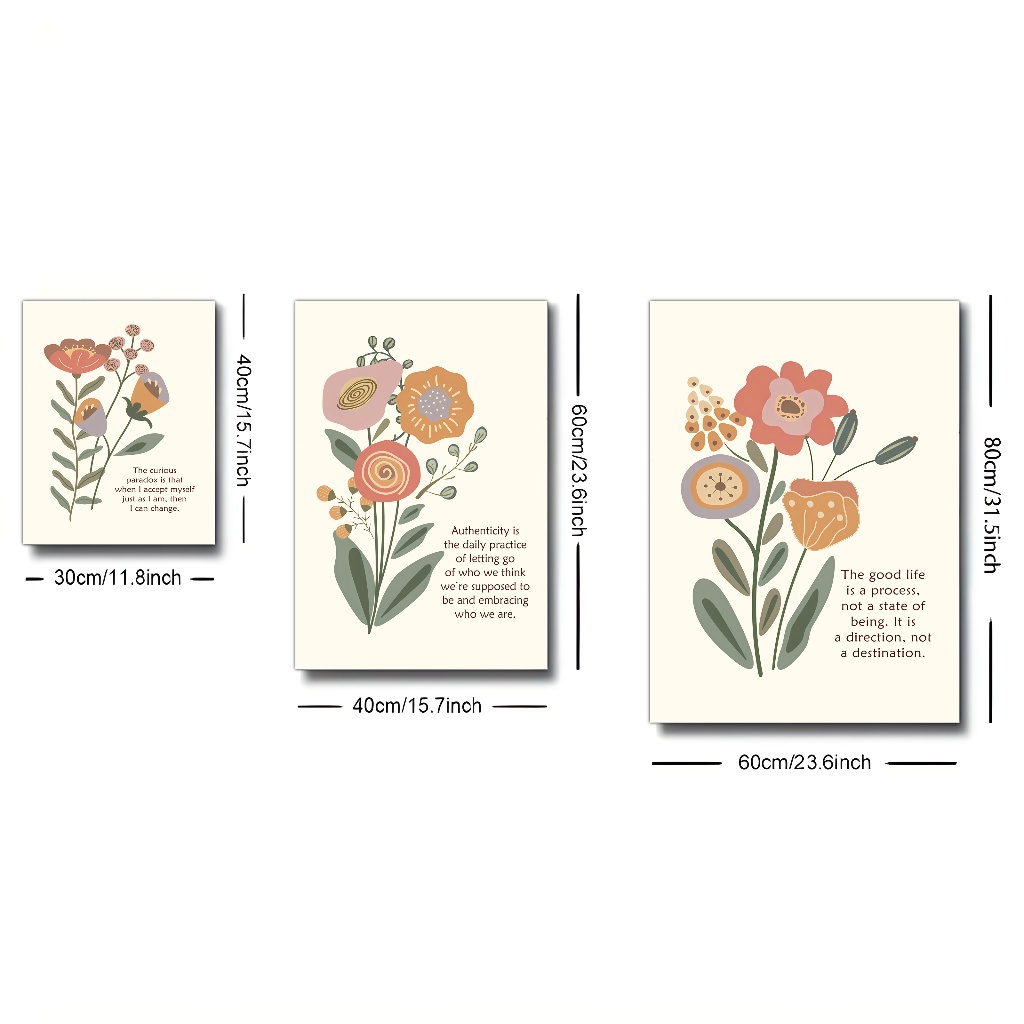 The curious
paradox is that
when I accept myself
just as I am, then
I can change.
40cm/15.7inch
30cm/11.8inch
Authenticity is
the daily practice
of letting go
of who we think
we're supposed to
be and embracing
who we are.
60cm/23.6inch
40cm/15.7inch
The good life
is a process,
not a state of
being. It is
a direction, not
a destination.
80cm/31.5inch
60cm/23.6inch